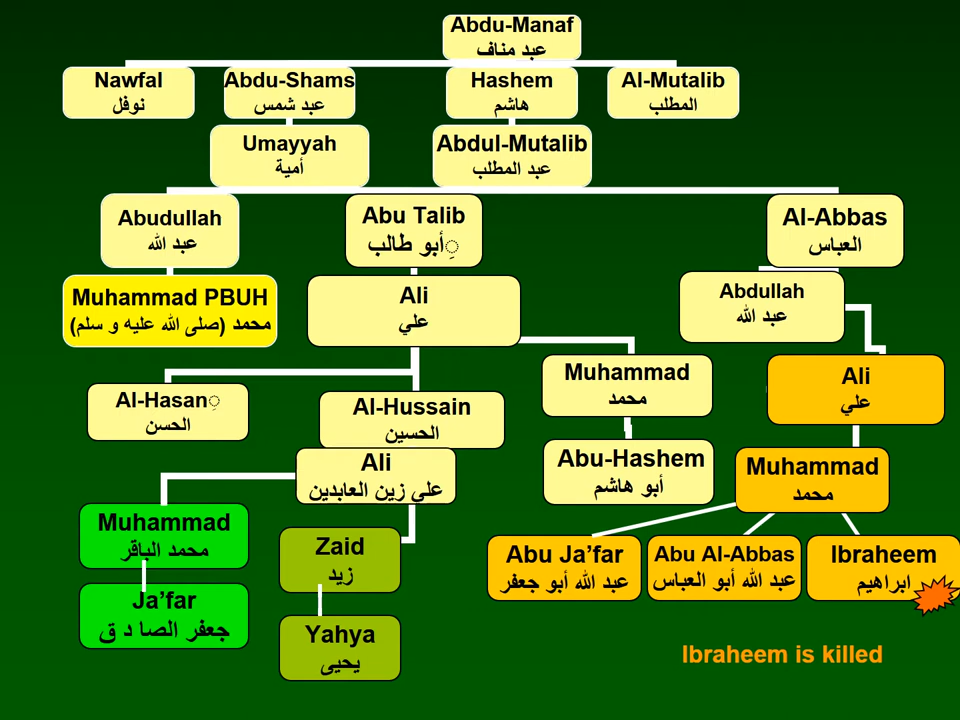 Abdu-Manaf
عبد مناف
Nawfal
نوفل
Abdu-Shams
عبد شمس
Hashem
هاشم
Al-Mutalib
المطلب
Umayyah
أمية
Abdul-Mutalib
عبد المطلب
Abudullah
عبد الله
Abu Talib
ِأبو طالب
Al-Abbas
العباس
Muhammad PBUH
محمد (صلى الله عليه و سلم)
Ali
علي
Abdullah
عبد الله
Al-Hasanِ
الحسن
Al-Hussain
الحسين
Muhammad
محمد
Ali
علي
Ali
علي زين العابدين
Abu-Hashem
أبو هاشم
Muhammad
محمد
Muhammad
محمد الباقر
Zaid
زيد
Abu Ja’far
عبد الله أبو جعفر
Abu Al-Abbas
عبد الله أبو العباس
Ibraheem
ابراهيم
Ja’far
جعفر الصا د ق
Yahya
يحيى
Ibraheem is killed